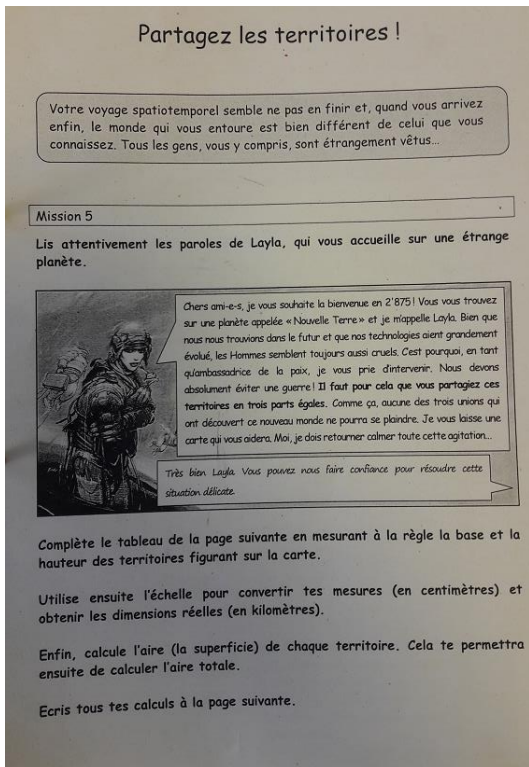 Partagez les territoires !
Votre voyage spatiotemporel semble ne pas en finir et, quand vous arrivez
enfin, le monde qui vous entoure est bien différent de celui que vous
connaissez. Tous les gens, vous y compris, sont étrangement vêtus...
Mission 5
Lis attentivement les paroles de Layla, qui vous accueille sur une étrange
planète.
Chers ami-e-s, je vous souhaite la bienvenue en 2'875 ! Vous vous trouvez
sur une planète appelée « Nouvelle Terre » et je m'appelle Layla. Bien que
nous nous trouvions dans le futur et que nos technologies aient grandement
évolué, les Hommes semblent toujours aussi cruels. C'est pourquoi, en tant
qu'ambassadrice de la paix, je vous prie d'intervenir. Nous devons
absolument éviter une guerre ! Il faut pour cela que vous partagiez ces
territoires en trois parts égales. Comme ça, aucune des trois unions qui
ont découvert ce nouveau monde ne pourra se plaindre. Je vous laisse une
carte qui vous aidera. Moi, je dois retourner calmer toute cette agitation...
Très bien Layla. Vous pouvez nous faire confiance pour résoudre cette
situation délicate.
Complète le tableau de la page suivante en mesurant à la règle la base et la
hauteur des territoires figurant sur la carte.
Utilise ensuite l'échelle pour convertir tes mesures (en centimètres) et
obtenir les dimensions réelles (en kilomètres).
Enfin, calcule l'aire (la superficie) de chaque territoire. Cela te permettra
ensuite de calculer l'aire totale.
Ecris tous tes calculs à la page suivante.